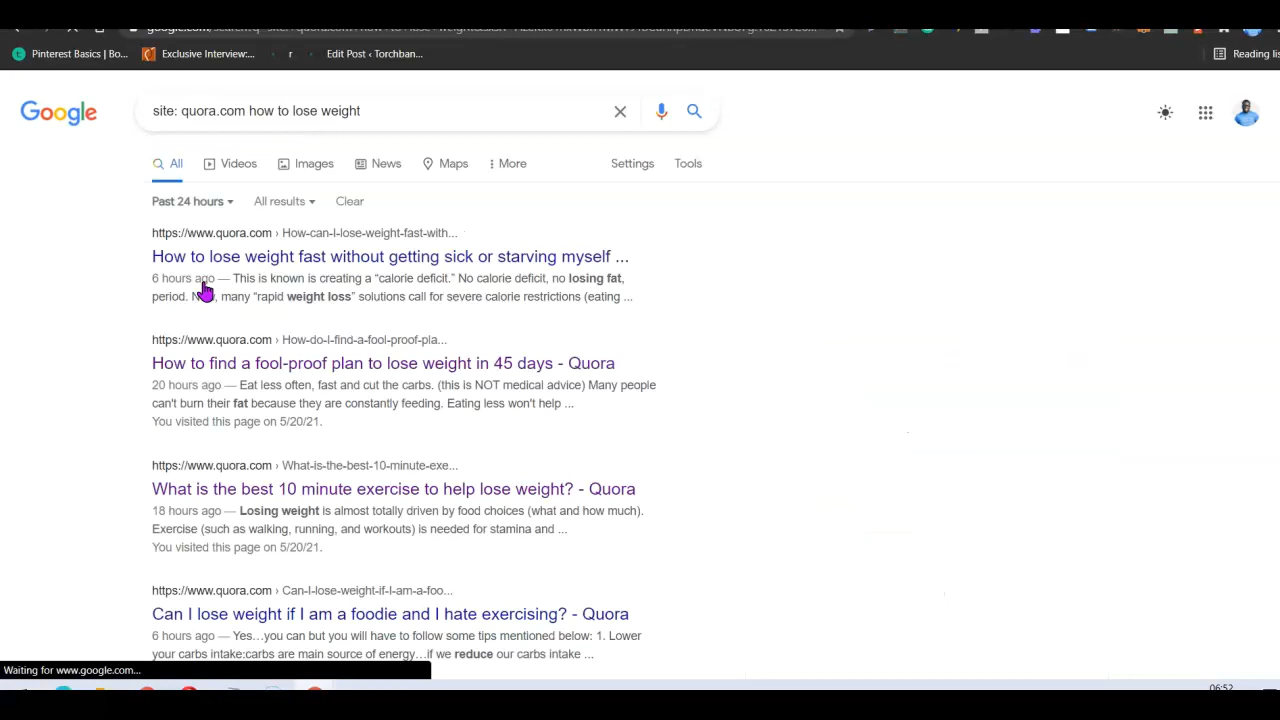 Pinterest Basics | Bo... Exclusive Interview:... r Edit Post ‹ Torchban... Reading lis
Google
site: quora.com how to lose weight
All Videos Images News Maps More Settings Tools
Past 24 hours All results Clear
https://www.quora.com › How-can-I-lose-weight-fast-with...
How to lose weight fast without getting sick or starving myself ...
6 hours ago — This is known is creating a “calorie deficit.” No calorie deficit, no losing fat,
period. many “rapid weight loss” solutions call for severe calorie restrictions (eating ...
https://www.quora.com › How-do-I-find-a-fool-proof-pla...
How to find a fool-proof plan to lose weight in 45 days - Quora
20 hours ago — Eat less often, fast and cut the carbs. (this is NOT medical advice) Many people
can't burn their fat because they are constantly feeding. Eating less won't help ...
You visited this page on 5/20/21.
https://www.quora.com › What-is-the-best-10-minute-exe...
What is the best 10 minute exercise to help lose weight? - Quora
18 hours ago — Losing weight is almost totally driven by food choices (what and how much).
Exercise (such as walking, running, and workouts) is needed for stamina and ...
You visited this page on 5/20/21.
https://www.quora.com › Can-I-lose-weight-if-I-am-a-foo...
Can I lose weight if I am a foodie and I hate exercising? - Quora
6 hours ago — Yes…you can but you will have to follow some tips mentioned below: 1. Lower
your carbs intake:carbs are main source of energy…if we reduce our carbs intake ...
Waiting for www.google.com...
06:52